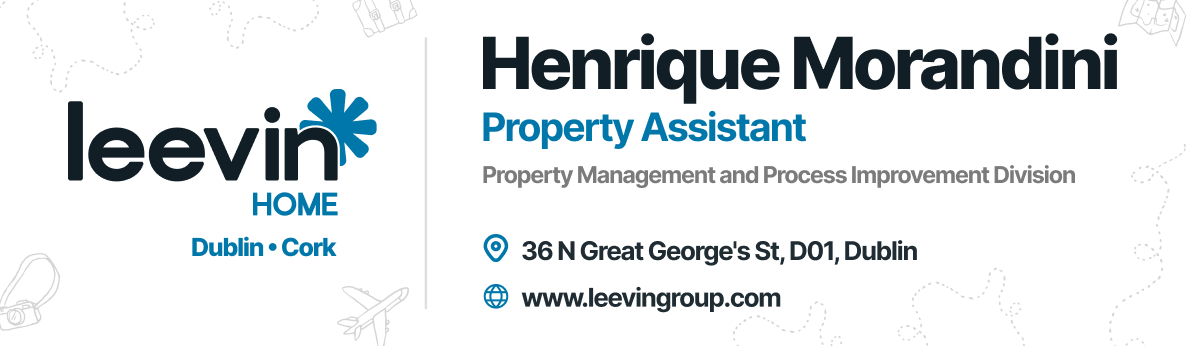 leevin
HOME
Dublin • Cork
Henrique Morandini
Property Assistant
Property Management and Process Improvement Division
36 N Great George's St, D01, Dublin
www.leevingroup.com